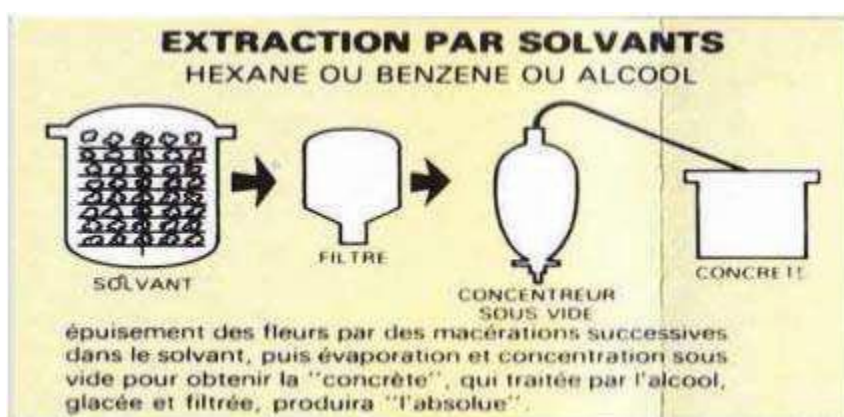 EXTRACTION PAR SOLVANTS
HEXANE OU BENZENE OU ALCOOL
SOLVANT
FILTRE
CONCENTREUR
SOUS VIDE
CONCRETE
épuisement des fleurs par des macérations successives
dans le solvant, puis évaporation et concentration sous
vide pour obtenir la "concrète", qui traitée par l'alcool,
glacée et filtrée, produira "l'absolue".